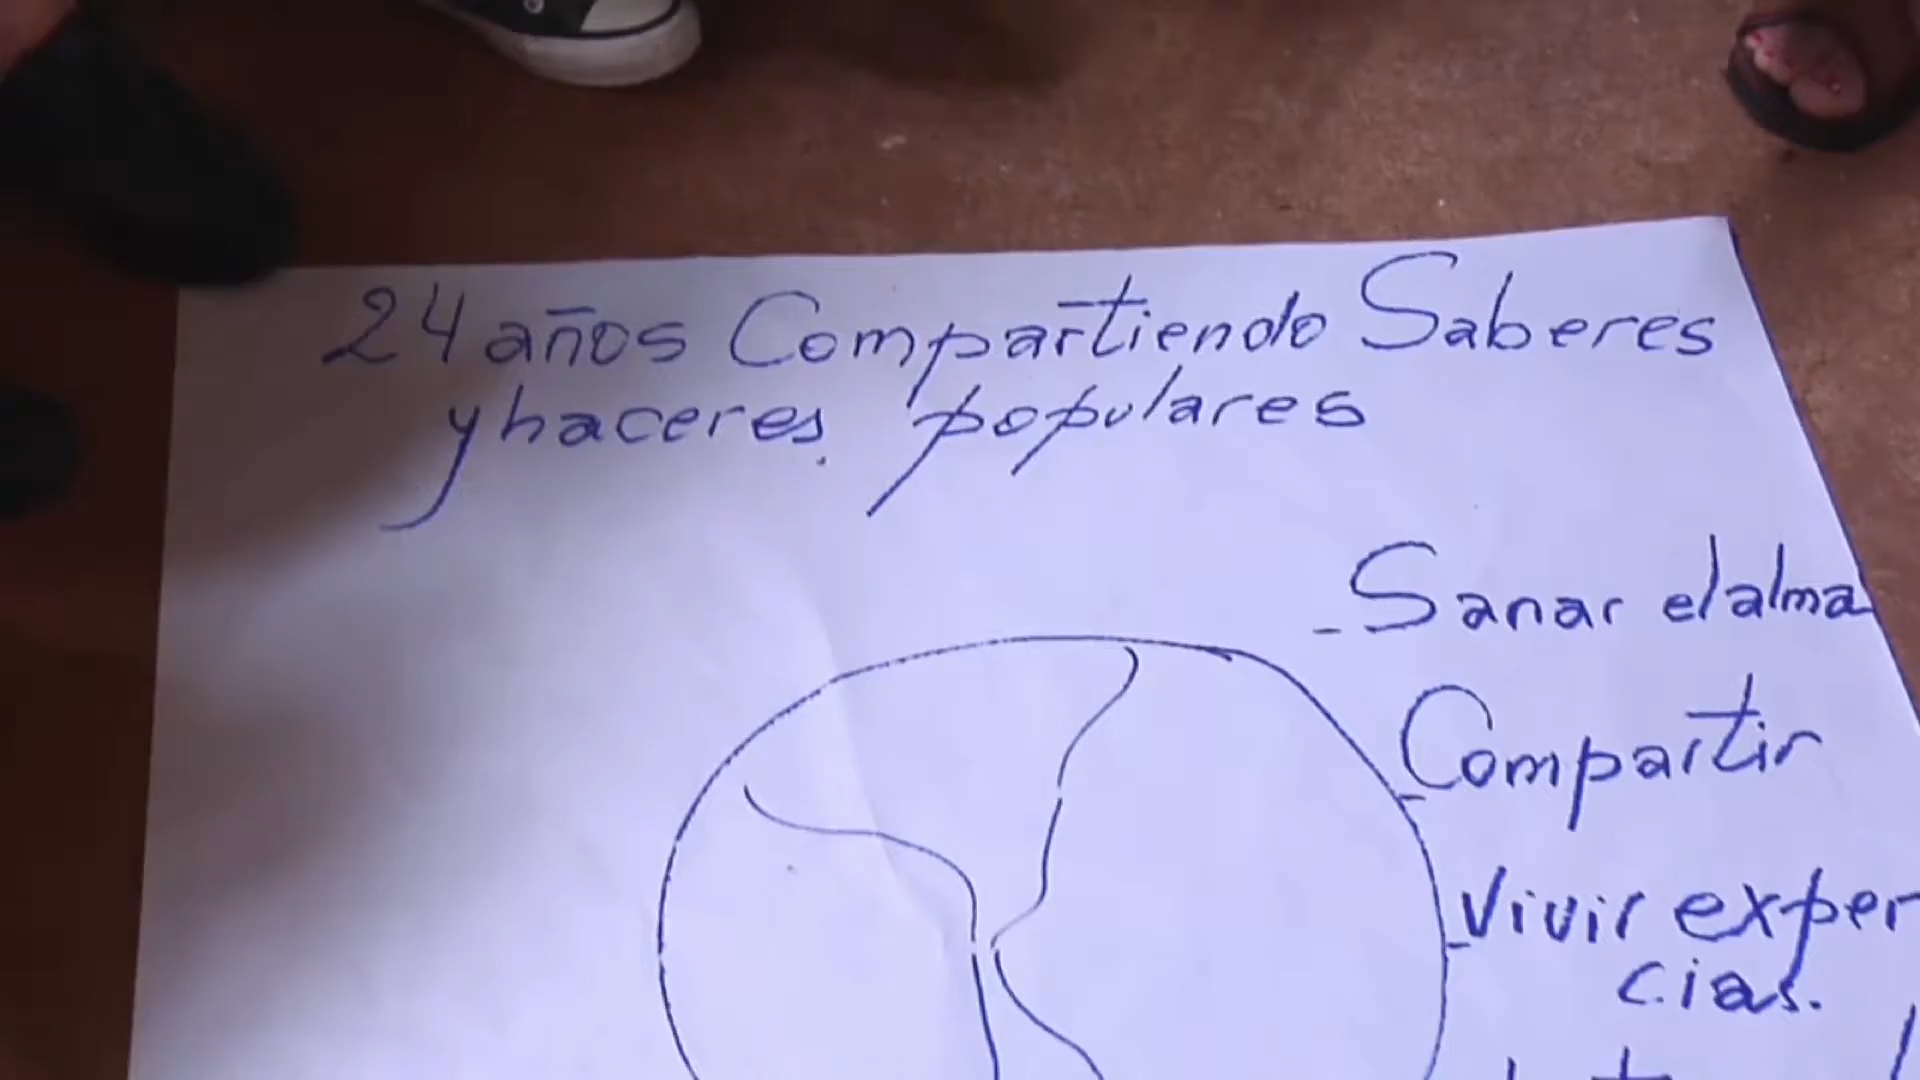 24 años Compartiendo Saberes
y haceres. populares
- Sanar el alma
- Compartir
- Vivir exper
cias.